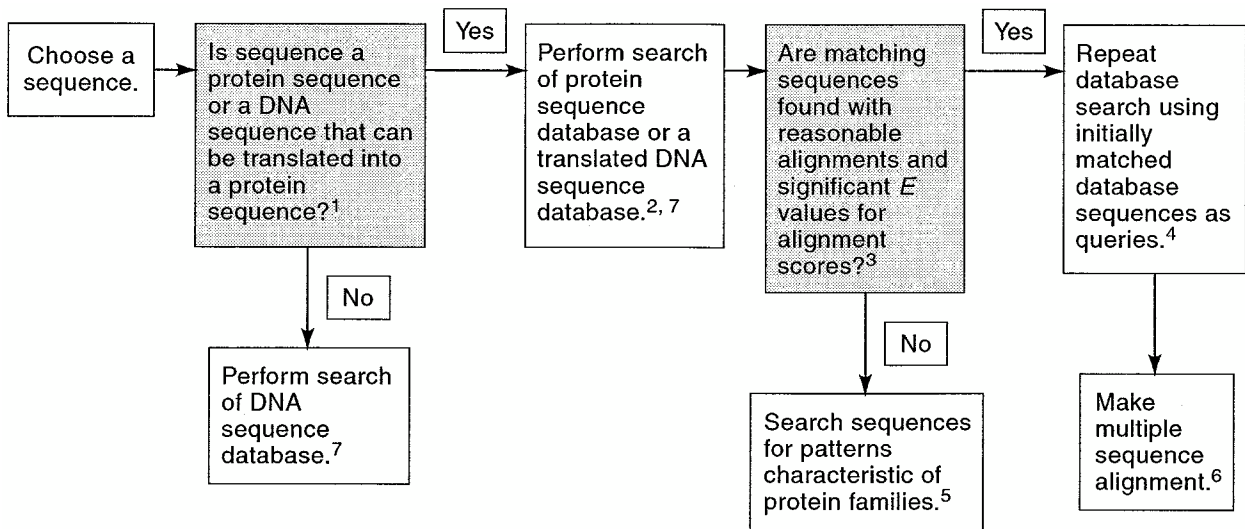 Choose a
sequence.
Is sequence a
protein sequence
or a DNA
sequence that can
be translated into
a protein
sequence?1
Yes
Perform search
of protein
sequence
database or a
translated DNA
sequence
database.2, 7
Are matching
sequences
found with
reasonable
alignments and
significant E
values for
alignment
scores?3
Yes
Repeat
database
search using
initially
matched
database
sequences as
queries.4
No
Perform search
of DNA
sequence
database.7
No
Search sequences
for patterns
characteristic of
protein families.5
Make
multiple
sequence
alignment.6